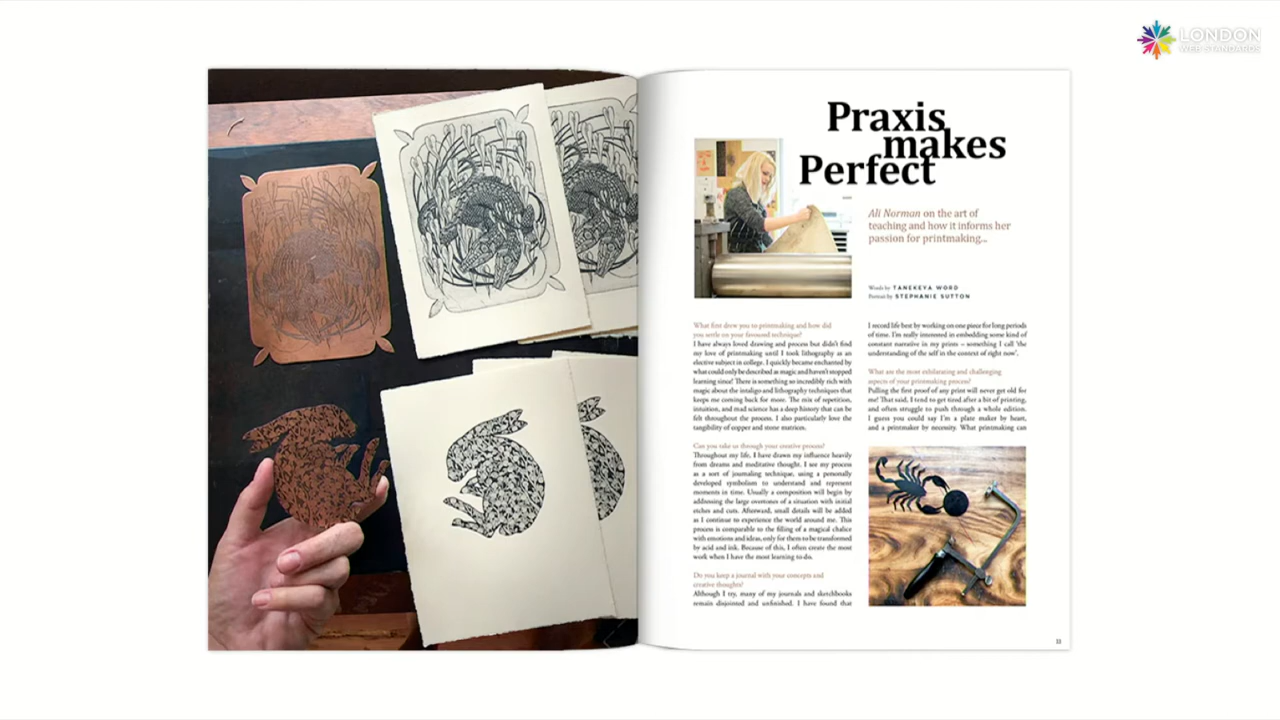 LONDON
WEB STANDARDS
Praxis
makes
Perfect
Ali Norman on the art of
teaching and how it informs her
passion for printmaking...
Words by TANEKEYA WORD
Portrait by STEPHANIE SUTTON
What first drew you to printmaking and how did
you settle on your favoured technique?
I have always loved drawing and process but didn't find
my love of printmaking until I took lithography as an
elective subject in college. I quickly became enchanted by
what could only be described as magic and haven't stopped
learning since! There is something so incredibly rich with
magic about the intaligo and lithography techniques that
keeps me coming back for more. The mix of repetition,
intuition, and mad science has a deep history that can be
felt throughout the process. I also particularly love the
tangibility of copper and stone matrices.
Can you take us through your creative process?
Throughout my life, I have drawn my influence heavily
from dreams and meditative thought. I see my process
as a sort of journaling technique, using a personally
developed symbolism to understand and represent
moments in time. Usually a composition will begin by
addressing the large overtones of a situation with initial
etches and cuts. Afterward, small details will be added
as I continue to experience the world around me. This
process is comparable to the filling of a magical chalice
with emotions and ideas, only for them to be transformed
by acid and ink. Because of this, I often create the most
work when I have the most learning to do.
Do you keep a journal with your concepts and
creative thoughts?
Although I try, many of my journals and sketchbooks
remain disjointed and unfinished. I have found that
I record life best by working on one piece for long periods
of time. I'm really interested in embedding some kind of
constant narrative in my prints – something I call 'the
understanding of the self in the context of right now'.
What are the most exhilarating and challenging
aspects of your printmaking process?
Pulling the first proof of any print will never get old for
me! That said, I tend to get tired after a bit of printing,
and often struggle to push through a whole edition.
I guess you could say I'm a plate maker by heart,
and a printmaker by necessity. What printmaking can